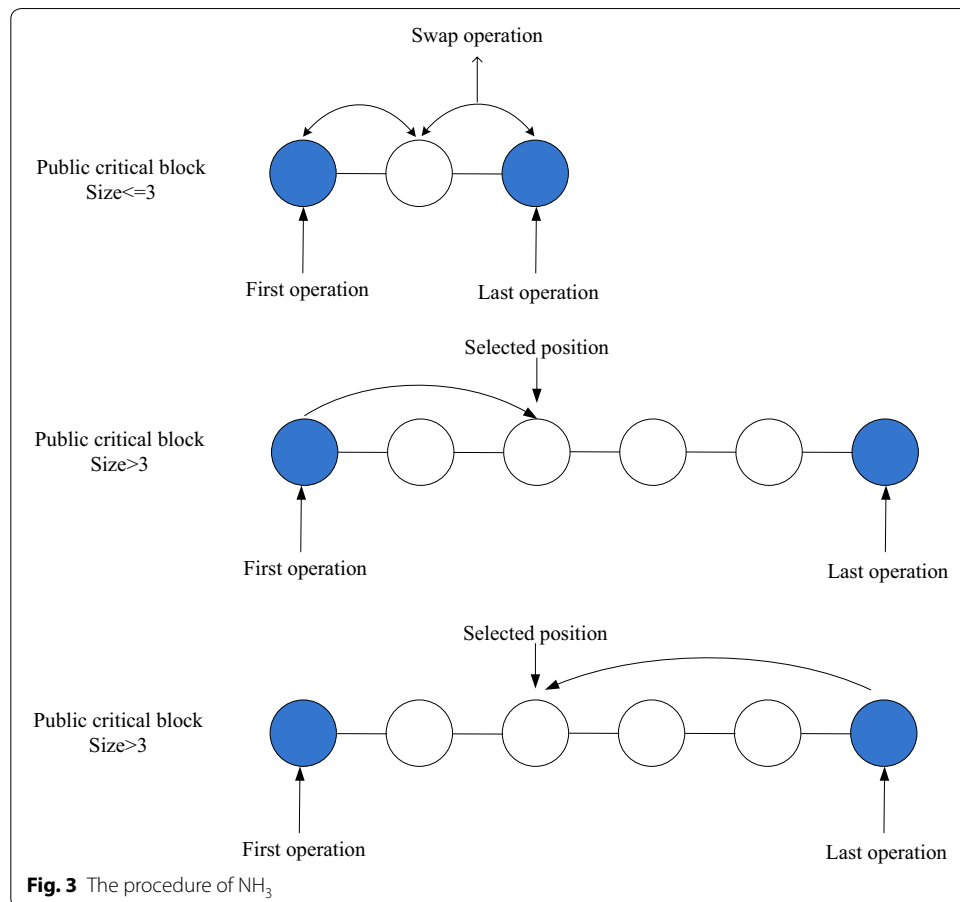 Swap operation
Public critical block
Size<=3
First operation
Last operation
Selected position
Public critical block
Size>3
First operation
Last operation
Selected position
Public critical block
Size>3
First operation
Last operation
Fig. 3 The procedure of NH₃